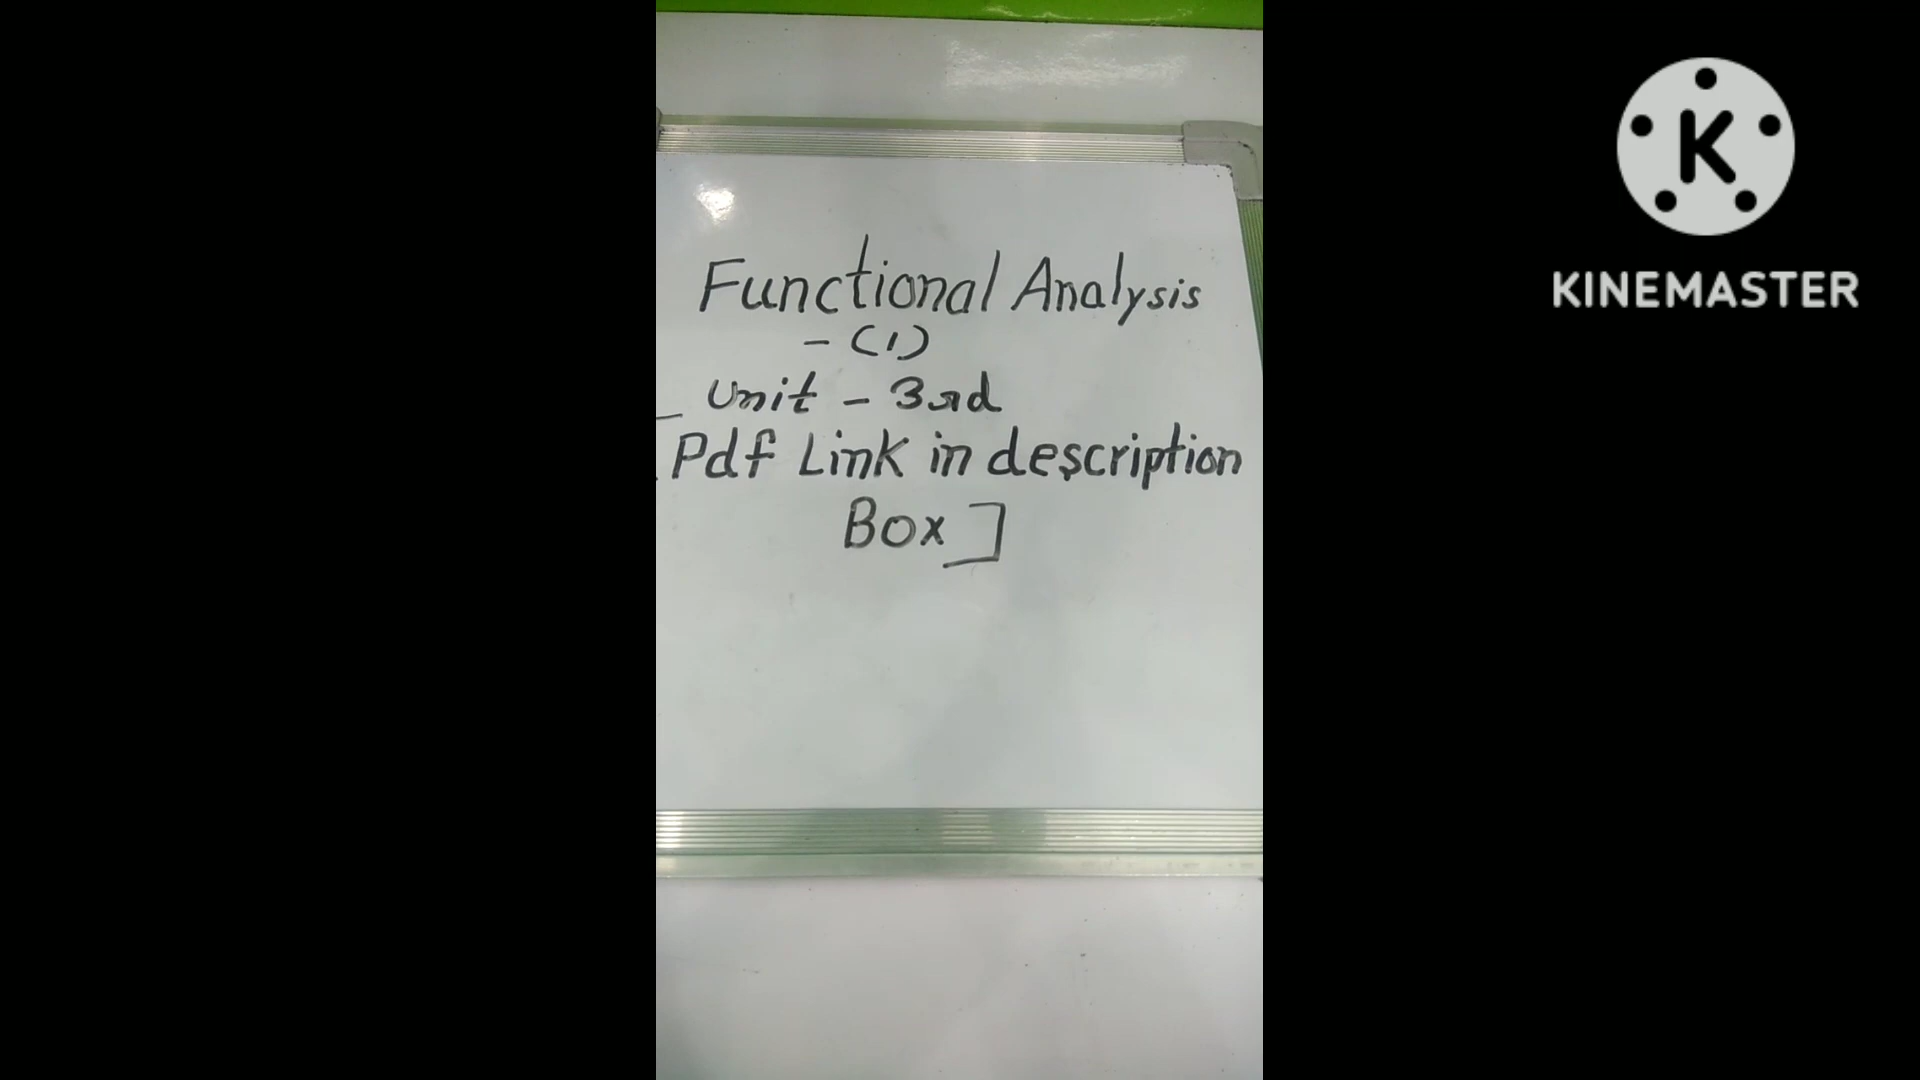 Functional Analysis
- (1)
Unit - 3rd
Pdf Link in description
Box ]
KINEMASTER